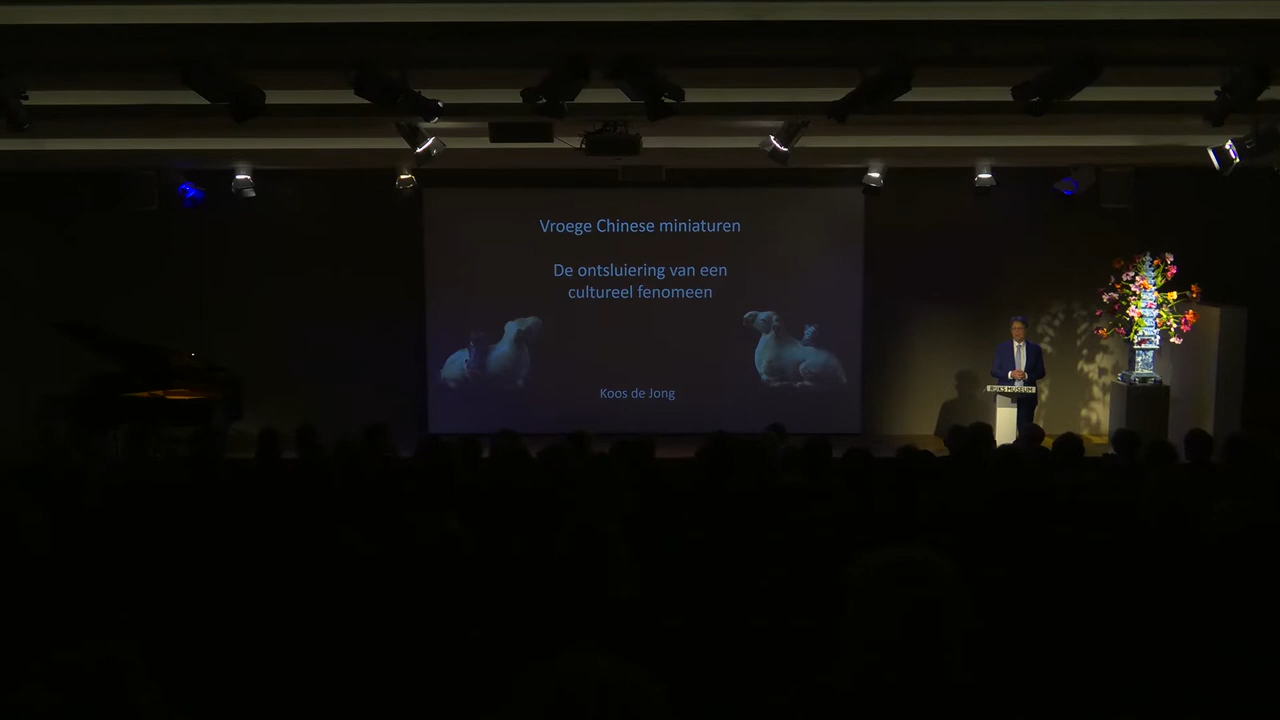 Vroege Chinese miniaturen
De ontsluiering van een
cultureel fenomeen
Koos de Jong
RIJKS MUSEUM